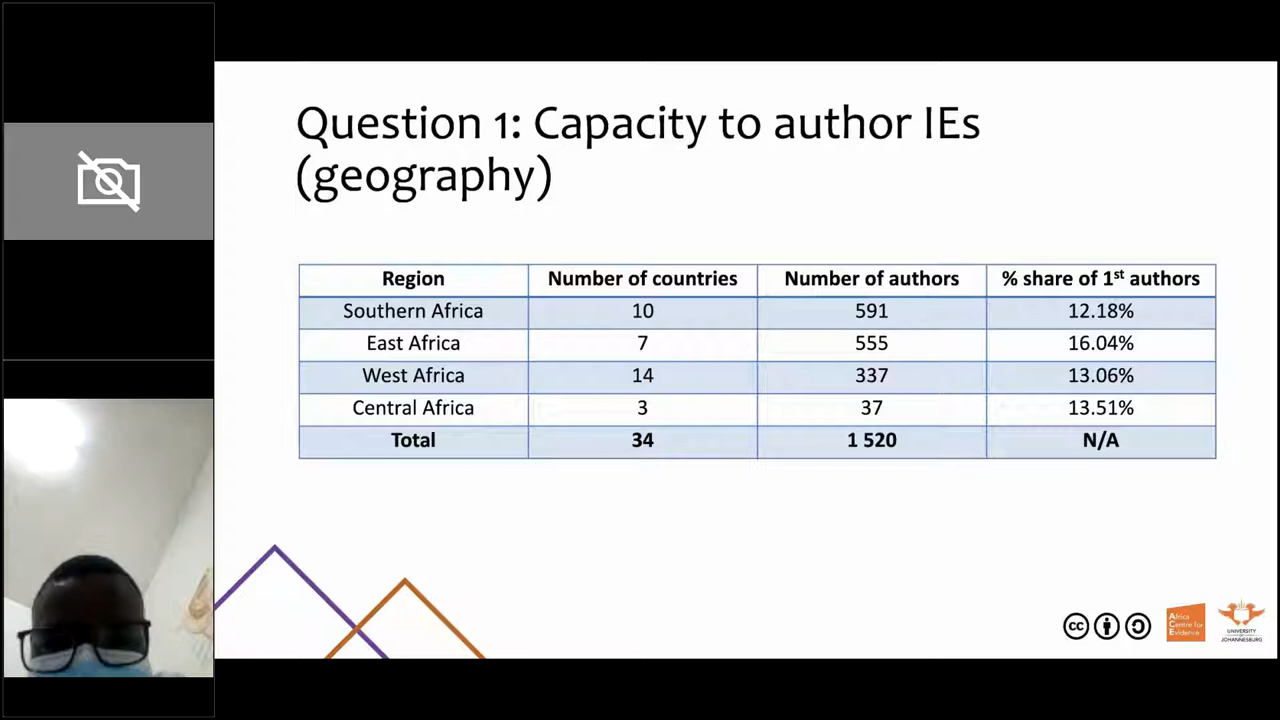 Question 1: Capacity to author IEs
(geography)
Region Number of countries Number of authors % share of 1st authors
Southern Africa 10 591 12.18%
East Africa 7 555 16.04%
West Africa 14 337 13.06%
Central Africa 3 37 13.51%
Total 34 1 520 N/A
cc
Africa
Centre for
Evidence
A
C
E
UNIVERSITY
JOHANNESBURG